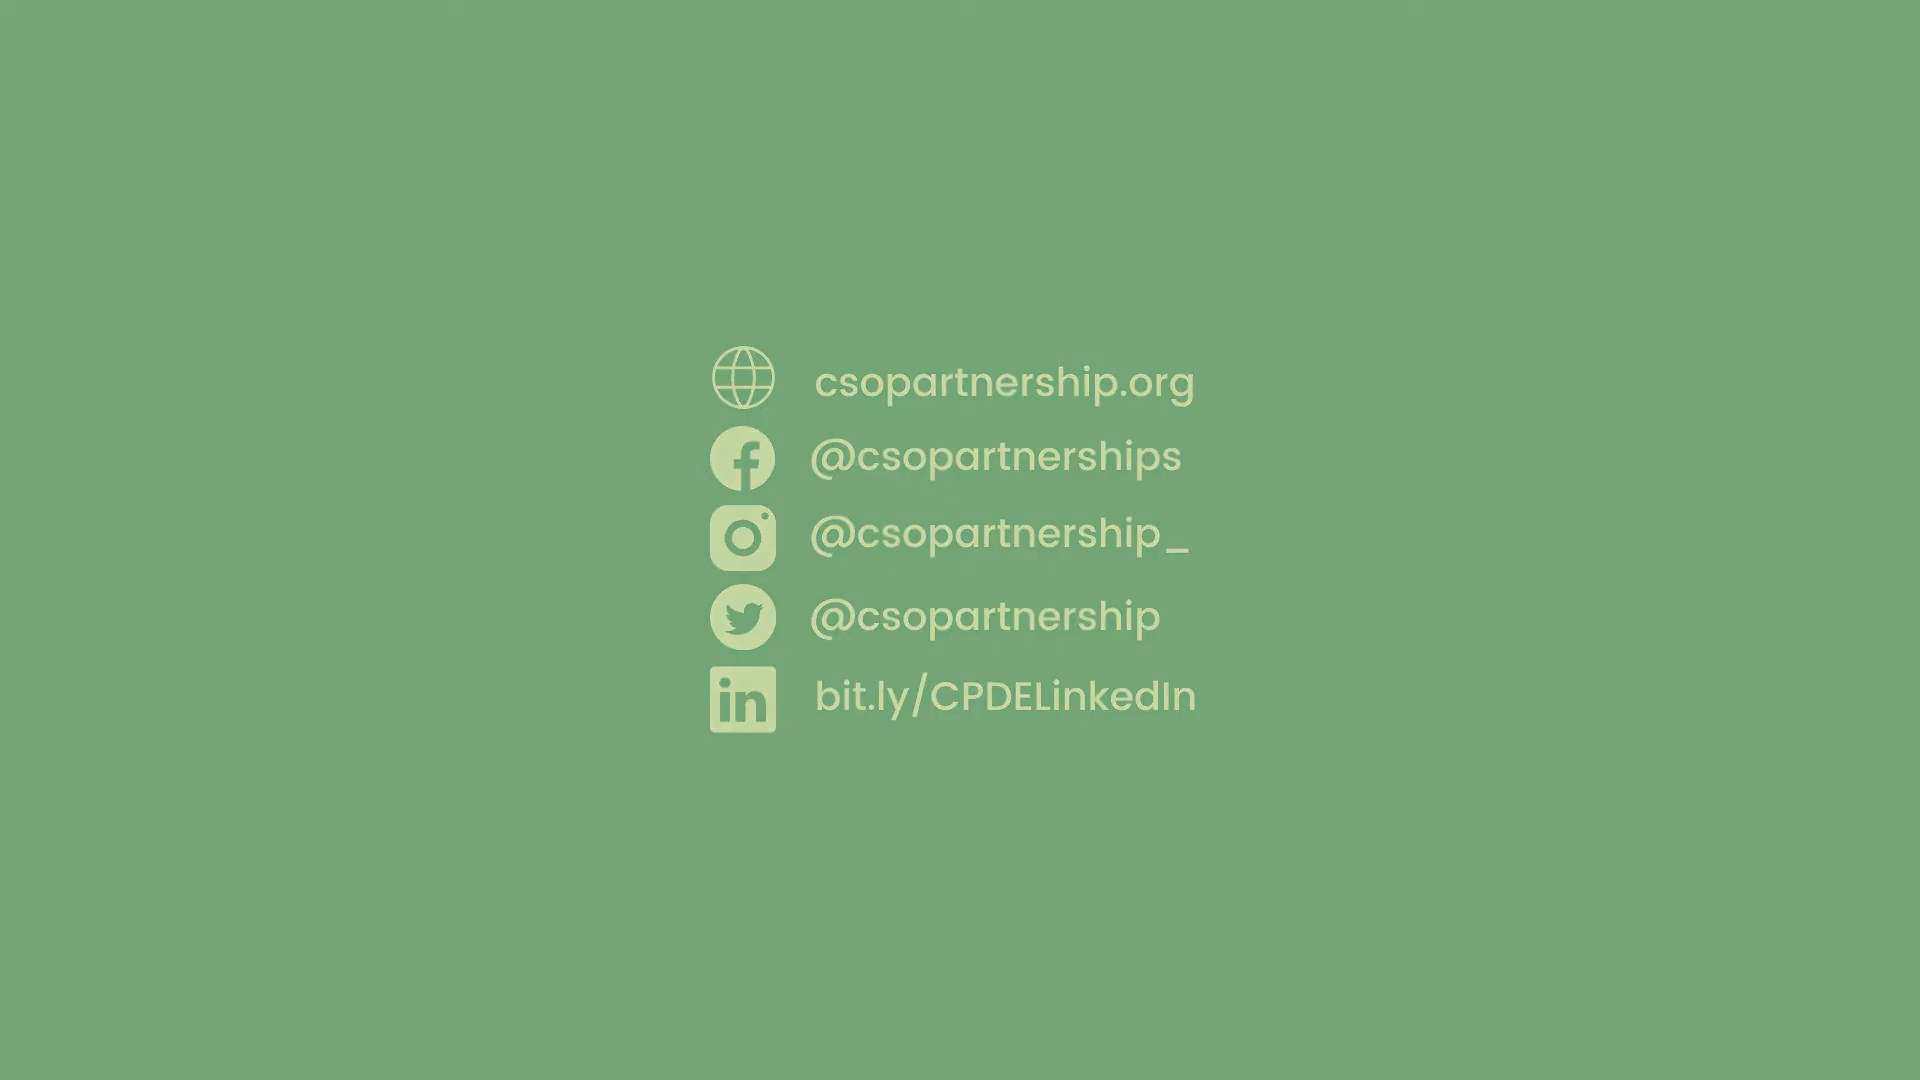 csopartnership.org
@csopartnerships
@csopartnership_
@csopartnership
bit.ly/CPDELinkedIn